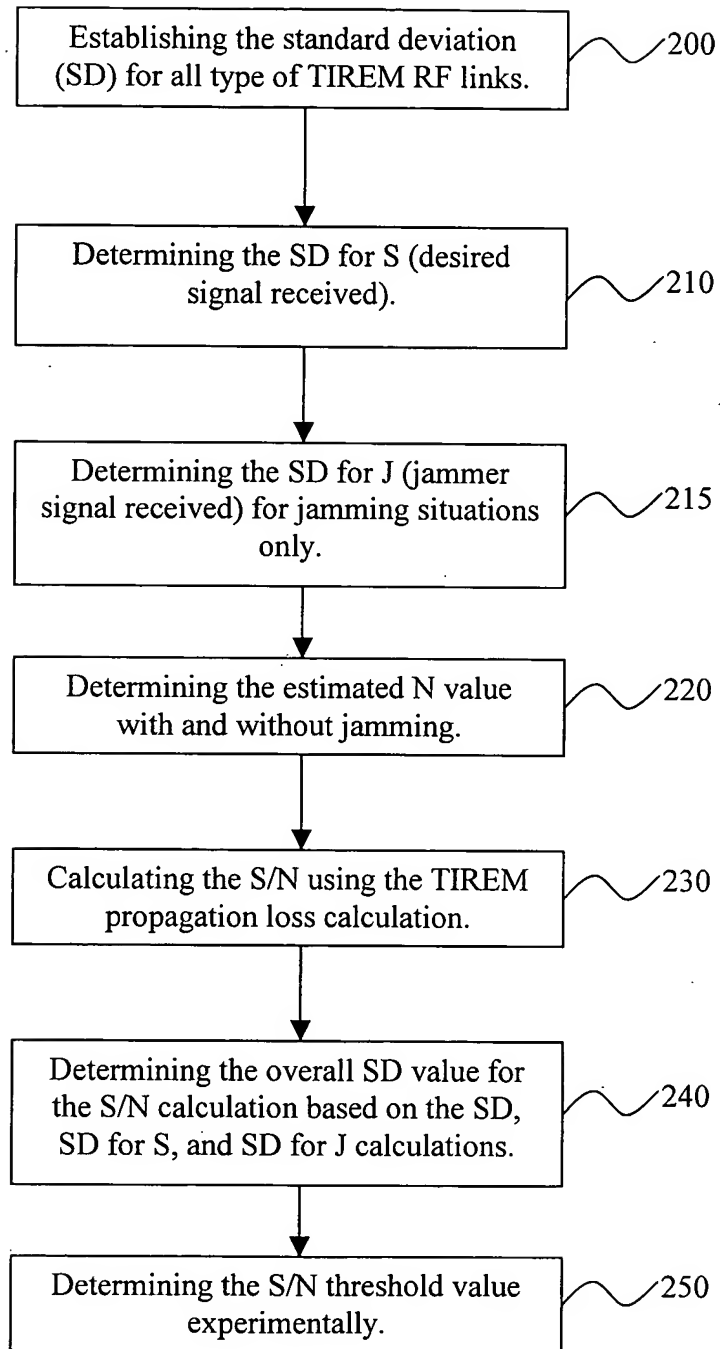 Establishing the standard deviation
(SD) for all type of TIREM RF links.
200
Determining the SD for S (desired
signal received).
210
Determining the SD for J (jammer
signal received) for jamming situations
only.
215
Determining the estimated N value
with and without jamming.
220
Calculating the S/N using the TIREM
propagation loss calculation.
230
Determining the overall SD value for
the S/N calculation based on the SD,
SD for S, and SD for J calculations.
240
Determining the S/N threshold value
experimentally.
250